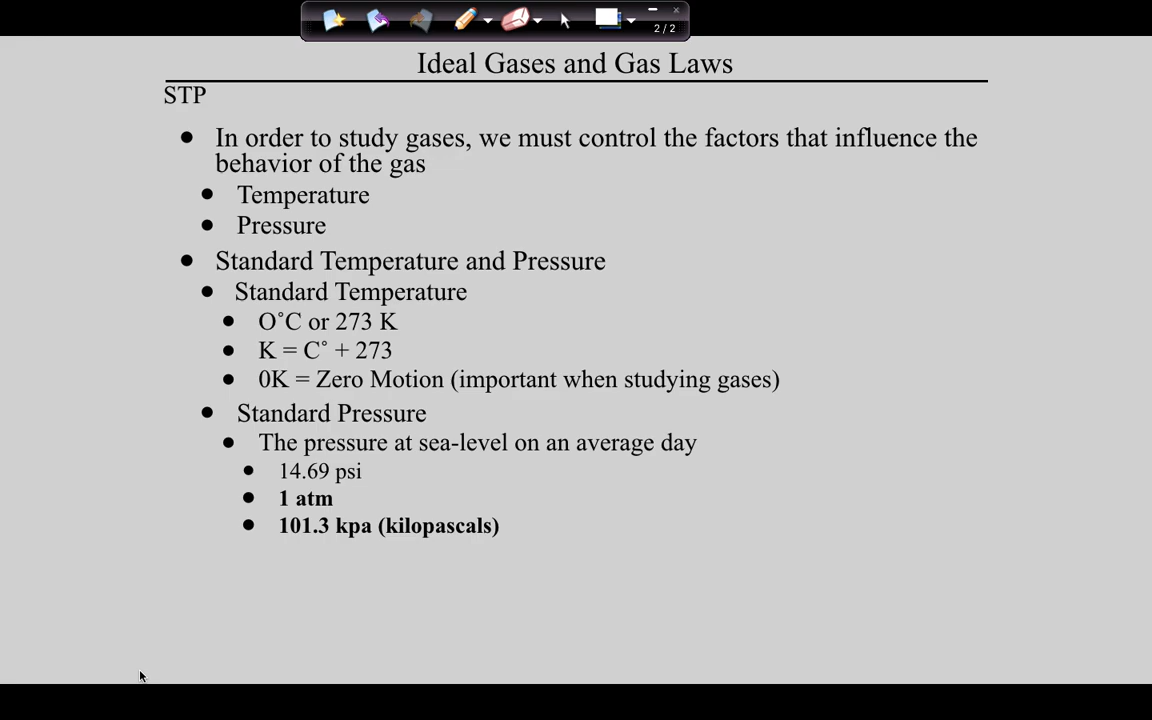 2 / 2
Ideal Gases and Gas Laws
STP
● In order to study gases, we must control the factors that influence the
behavior of the gas
● Temperature
● Pressure
● Standard Temperature and Pressure
● Standard Temperature
● O˚C or 273 K
● K = C˚ + 273
● 0K = Zero Motion (important when studying gases)
● Standard Pressure
● The pressure at sea-level on an average day
● 14.69 psi
● 1 atm
● 101.3 kpa (kilopascals)